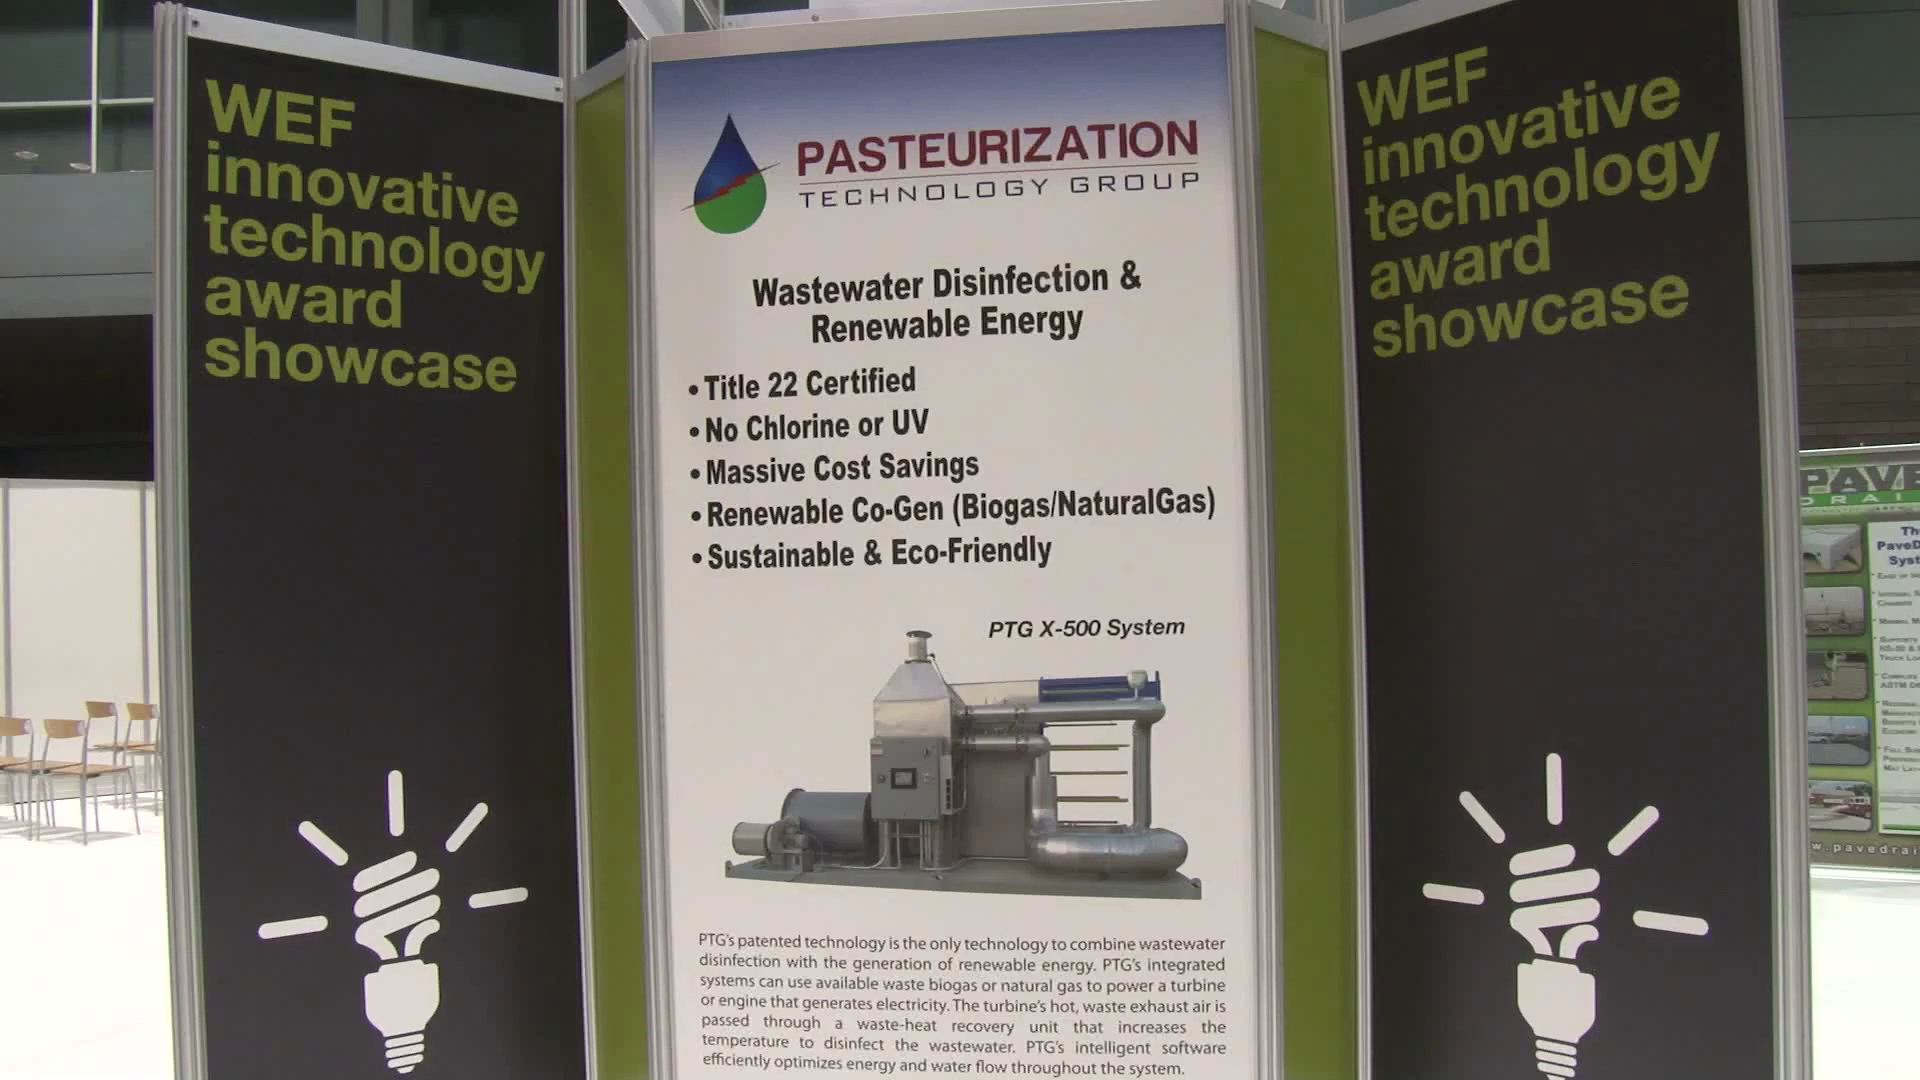 WEF
innovative
technology
award
showcase
PASTEURIZATION
TECHNOLOGY GROUP
Wastewater Disinfection &
Renewable Energy
• Title 22 Certified
• No Chlorine or UV
• Massive Cost Savings
• Renewable Co-Gen (Biogas/NaturalGas)
• Sustainable & Eco-Friendly
PTG X-500 System
PTG's patented technology is the only technology to combine wastewater
disinfection with the generation of renewable energy. PTG's integrated
systems can use available waste biogas or natural gas to power a turbine
or engine that generates electricity. The turbine's hot, waste exhaust air is
passed through a waste-heat recovery unit that increases the
temperature to disinfect the wastewater. PTG's intelligent software
efficiently optimizes energy and water flow throughout the system.
WEF
innovative
technology
award
showcase
PAVE
DRAI
Th
PaveD
Syst